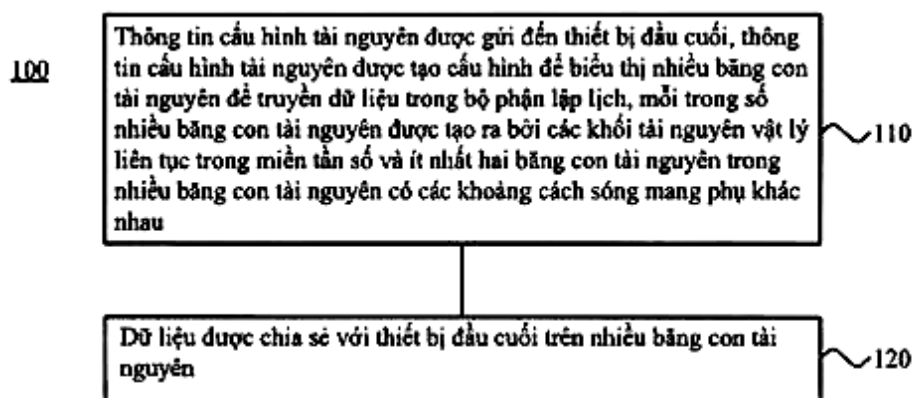 100
Thông tin cấu hình tài nguyên được gửi đến thiết bị đầu cuối, thông
tin cấu hình tài nguyên được tạo cấu hình để biểu thị nhiều băng con
tài nguyên để truyền dữ liệu trong bộ phận lập lịch, mỗi trong số
nhiều băng con tài nguyên được tạo ra bởi các khối tài nguyên vật lý
liên tục trong miền tần số và ít nhất hai băng con tài nguyên trong
nhiều băng con tài nguyên có các khoảng cách sóng mang phụ khác
nhau
110
Dữ liệu được chia sẻ với thiết bị đầu cuối trên nhiều băng con tài
nguyên
120